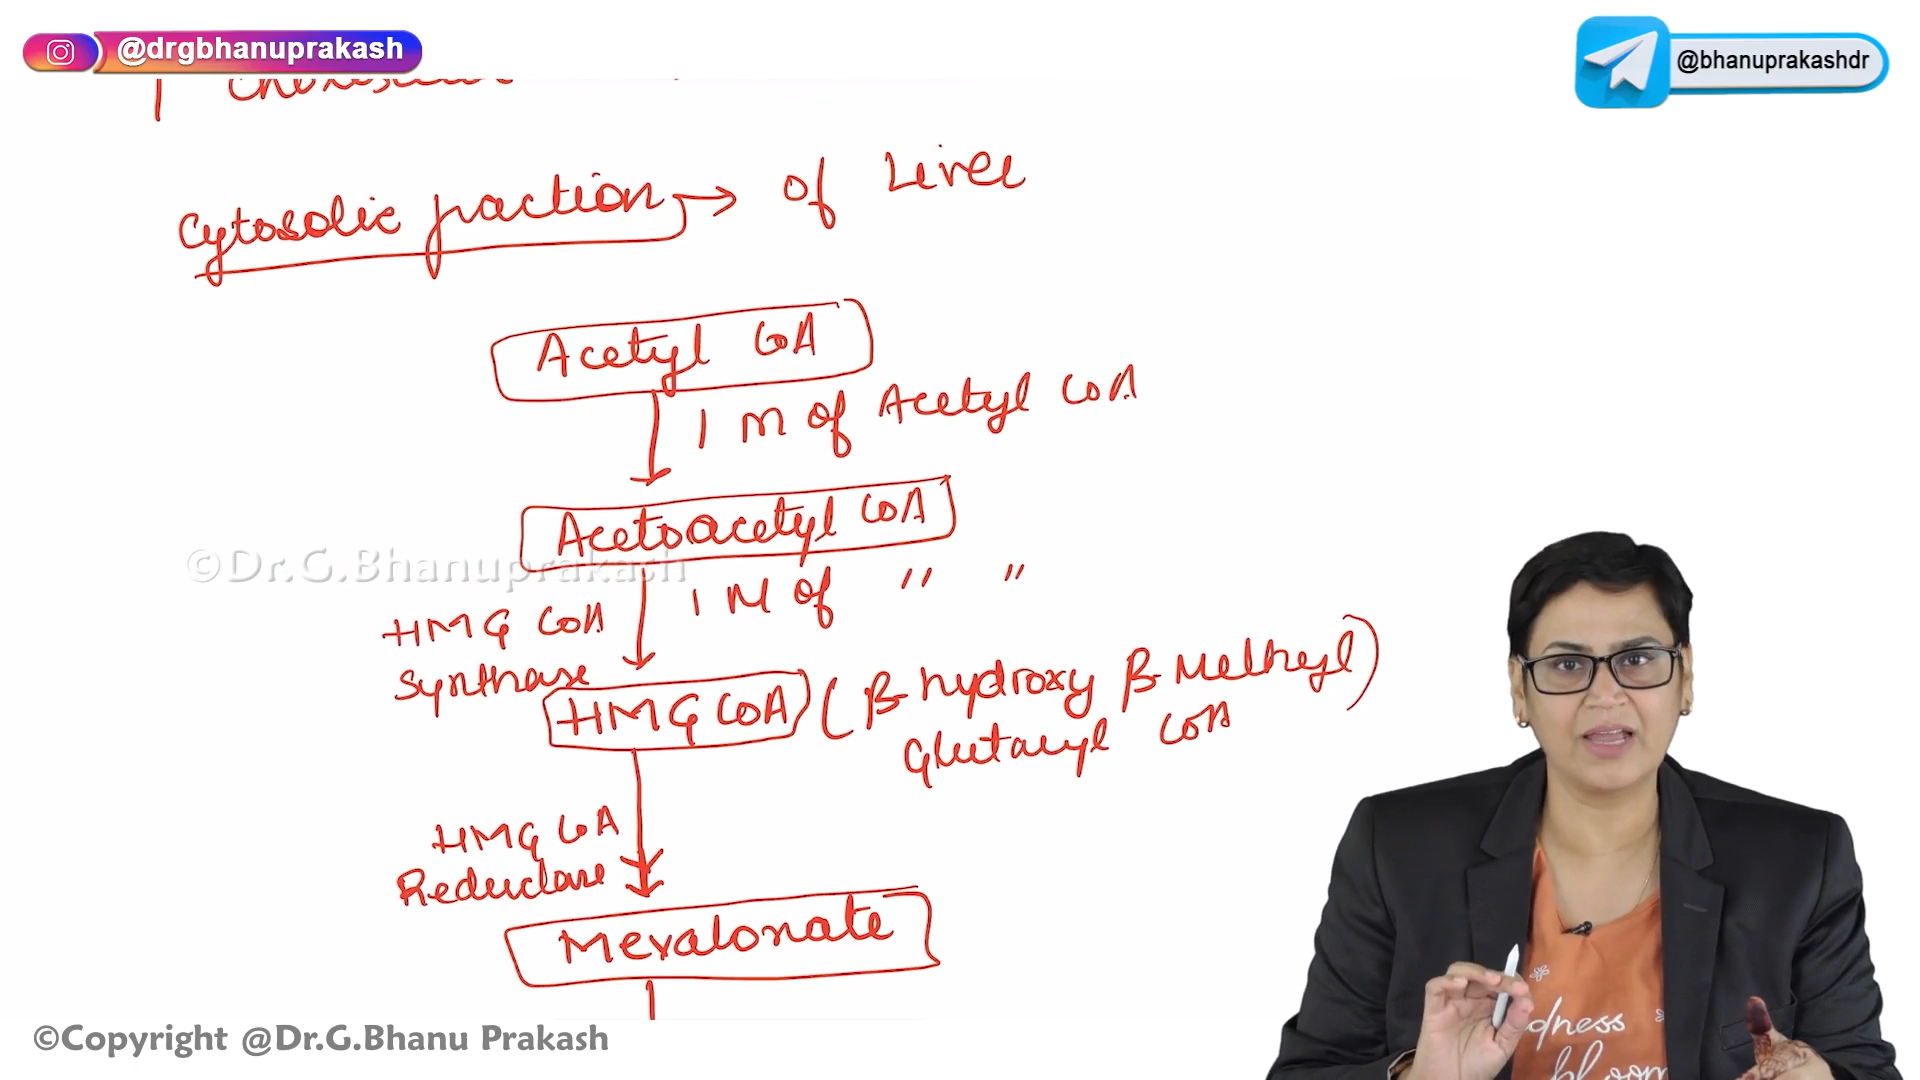 @drgbhanuprakash
@bhanuprakashdr
Cytosolic fraction → of Liver
Acetyl CoA
1 M of Acetyl CoA
Acetoacetyl CoA
©Dr.G.Bhanuprakash
1 M of " "
HMG CoA
Synthase
HMG CoA (β-hydroxy β-Methyl)
Glutaryl CoA
HMG CoA
Reductase
Mevalonate
©Copyright @Dr.G.Bhanu Prakash